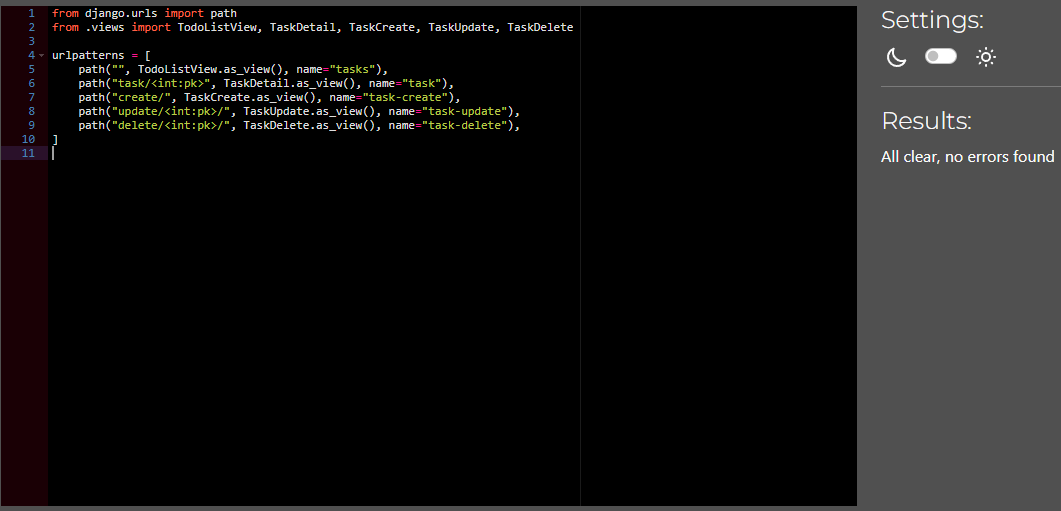 1 from django.urls import path
2 from .views import TodoListView, TaskDetail, TaskCreate, TaskUpdate, TaskDelete
3
4 urlpatterns = [
5     path("", TodoListView.as_view(), name="tasks"),
6     path("task/<int:pk>", TaskDetail.as_view(), name="task"),
7     path("create/", TaskCreate.as_view(), name="task-create"),
8     path("update/<int:pk>/", TaskUpdate.as_view(), name="task-update"),
9     path("delete/<int:pk>/", TaskDelete.as_view(), name="task-delete"),
10 ]
11
Settings:
Results:
All clear, no errors found